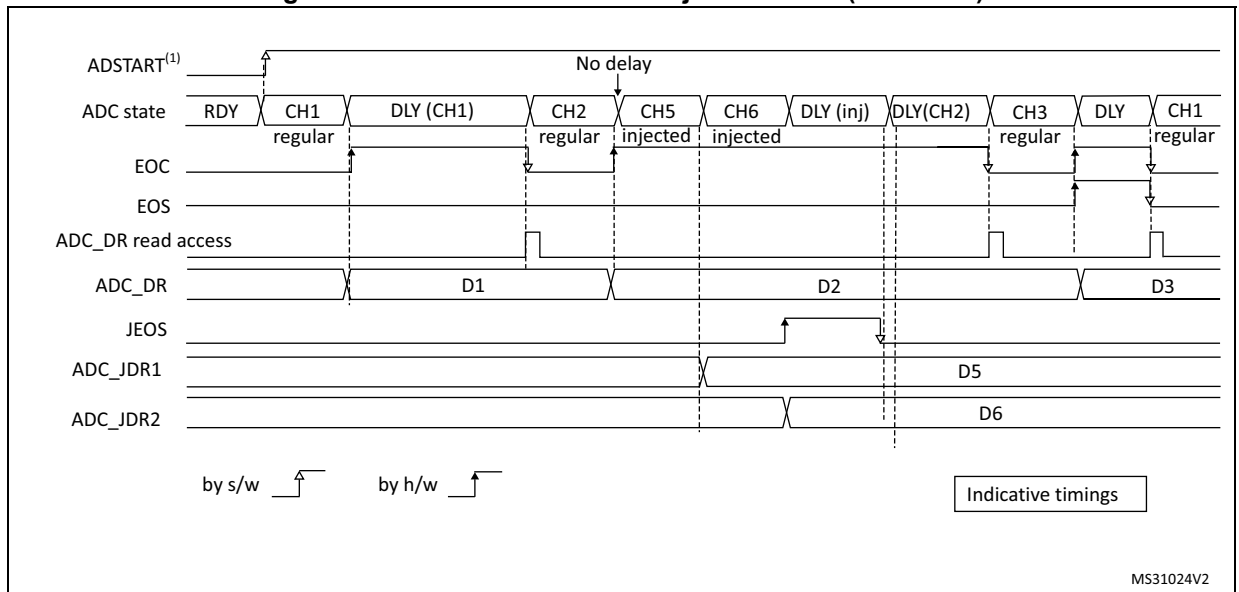 ADSTART(1)
No delay
ADC state RDY CH1 DLY (CH1) CH2 CH5 CH6 DLY (inj) DLY(CH2) CH3 DLY CH1
regular regular injected injected regular regular
EOC
EOS
ADC_DR read access
ADC_DR D1 D2 D3
JEOS
ADC_JDR1 D5
ADC_JDR2 D6
by s/w by h/w Indicative timings
MS31024V2